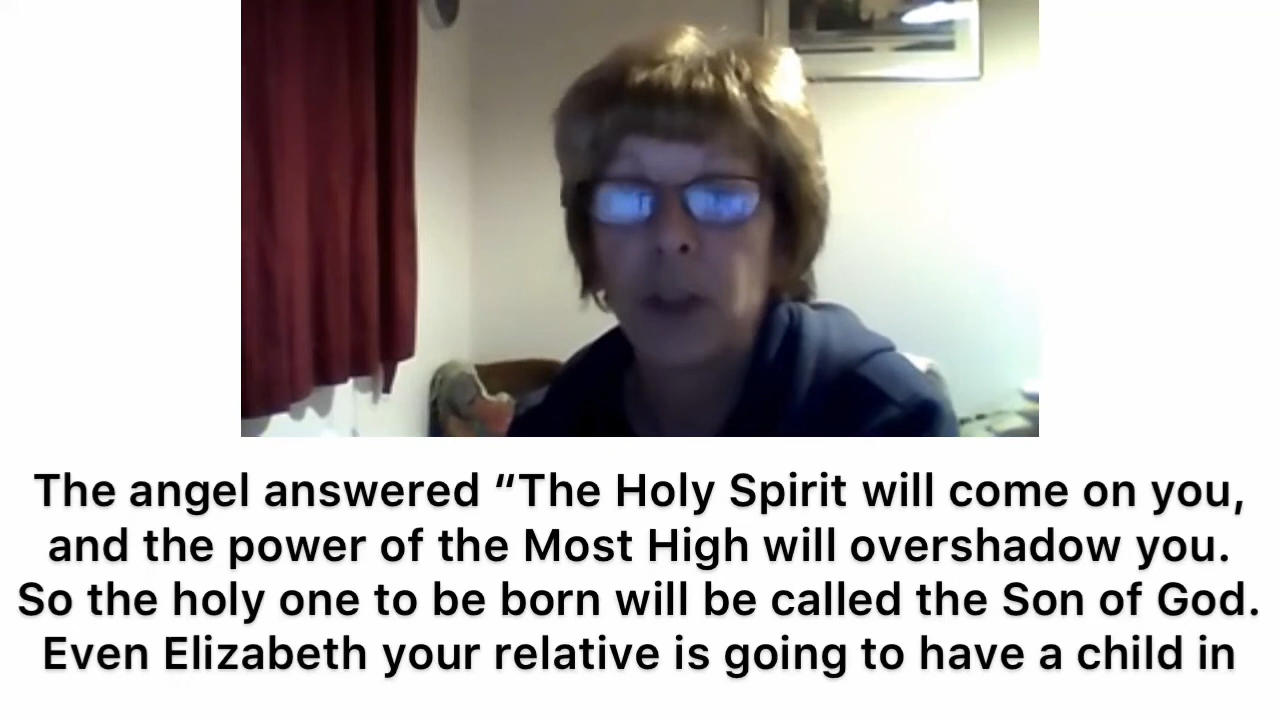 The angel answered “The Holy Spirit will come on you,
and the power of the Most High will overshadow you.
So the holy one to be born will be called the Son of God.
Even Elizabeth your relative is going to have a child in